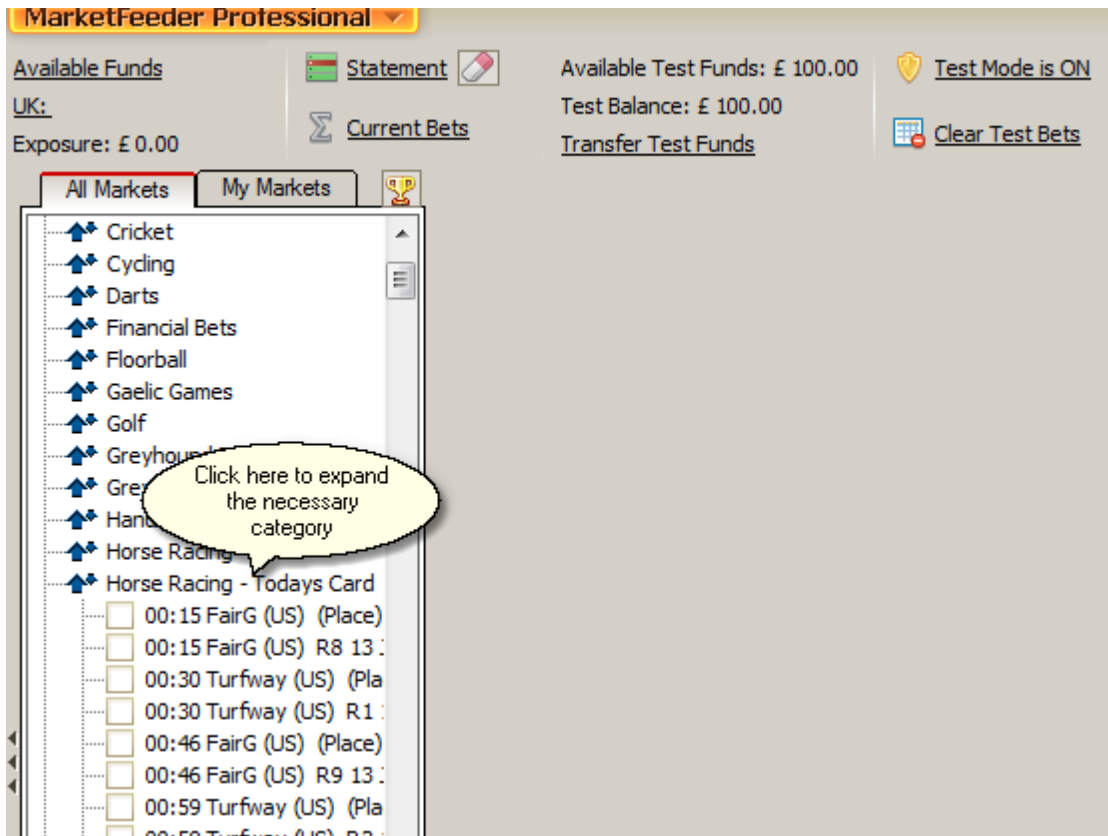 MarketFeeder Professional
Available Funds
UK:
Exposure: £ 0.00
Statement
Current Bets
Available Test Funds: £ 100.00
Test Balance: £ 100.00
Transfer Test Funds
Test Mode is ON
Clear Test Bets
All Markets
My Markets
Cricket
Cycling
Darts
Financial Bets
Floorball
Gaelic Games
Golf
Click here to expand
the necessary
category
Horse Racing
Horse Racing - Todays Card
00:15 FairG (US) (Place)
00:15 FairG (US) R8 13
00:30 Turfway (US) (Pla
00:30 Turfway (US) R1
00:46 FairG (US) (Place)
00:46 FairG (US) R9 13
00:59 Turfway (US) (Pla